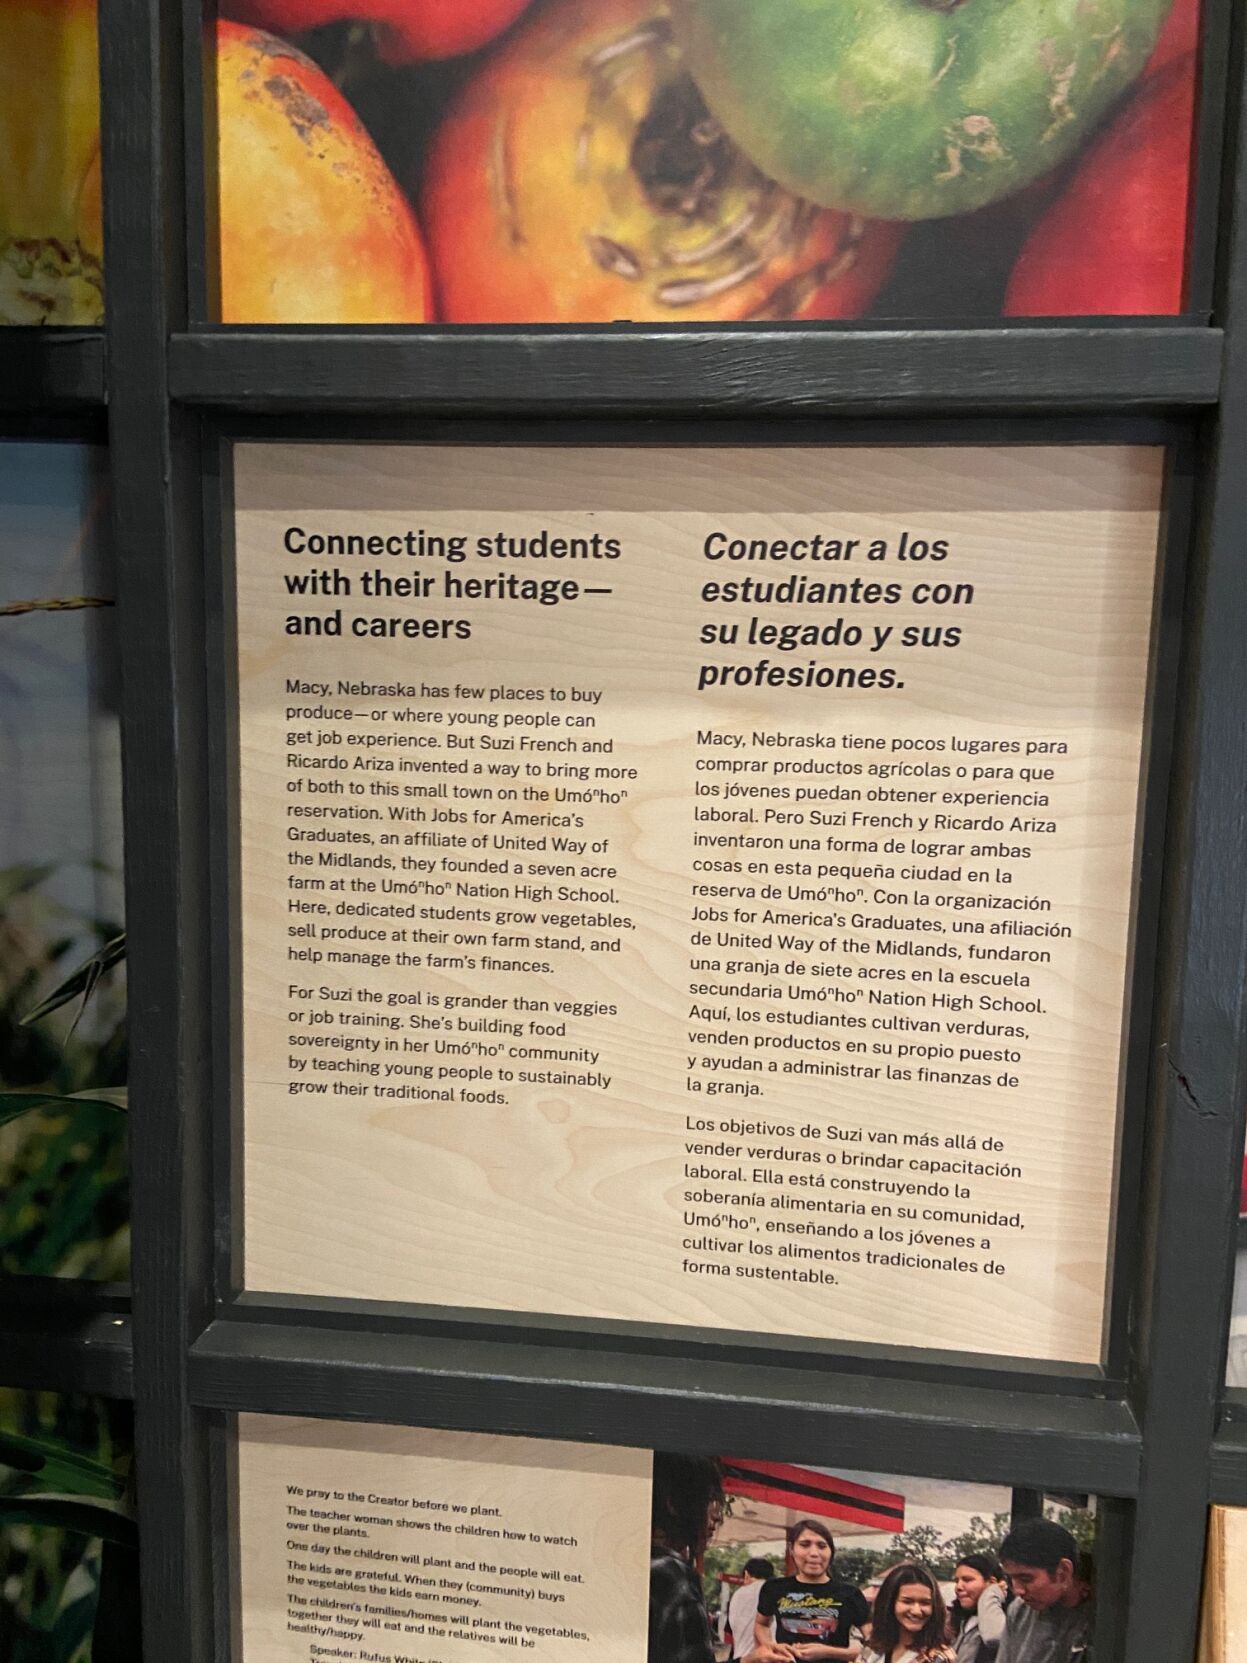 Connecting students
with their heritage—
and careers
Macy, Nebraska has few places to buy
produce—or where young people can
get job experience. But Suzi French and
Ricardo Ariza invented a way to bring more
of both to this small town on the Umóⁿhoⁿ
reservation. With Jobs for America's
Graduates, an affiliate of United Way of
the Midlands, they founded a seven acre
farm at the Umóⁿhoⁿ Nation High School.
Here, dedicated students grow vegetables,
sell produce at their own farm stand, and
help manage the farm's finances.
For Suzi the goal is grander than veggies
or job training. She's building food
sovereignty in her Umóⁿhoⁿ community
by teaching young people to sustainably
grow their traditional foods.
Conectar a los
estudiantes con
su legado y sus
profesiones.
Macy, Nebraska tiene pocos lugares para
comprar productos agrícolas o para que
los jóvenes puedan obtener experiencia
laboral. Pero Suzi French y Ricardo Ariza
inventaron una forma de lograr ambas
cosas en esta pequeña ciudad en la
reserva de Umóⁿhoⁿ. Con la organización
Jobs for America's Graduates, una afiliación
de United Way of the Midlands, fundaron
una granja de siete acres en la escuela
secundaria Umóⁿhoⁿ Nation High School.
Aquí, los estudiantes cultivan verduras,
venden productos en su propio puesto
y ayudan a administrar las finanzas de
la granja.
Los objetivos de Suzi van más allá de
vender verduras o brindar capacitación
laboral. Ella está construyendo la
soberanía alimentaria en su comunidad,
Umóⁿhoⁿ, enseñando a los jóvenes a
cultivar los alimentos tradicionales de
forma sustentable.
We pray to the Creator before we plant.
The teacher woman shows the children how to watch
over the plants.
One day the children will plant and the people will eat.
The kids are grateful. When they (community) buys
the vegetables the kids earn money.
The children's families/homes will plant the vegetables,
together they will eat and the relatives will be
healthy/happy.
Speaker: Rufus White
Mustang